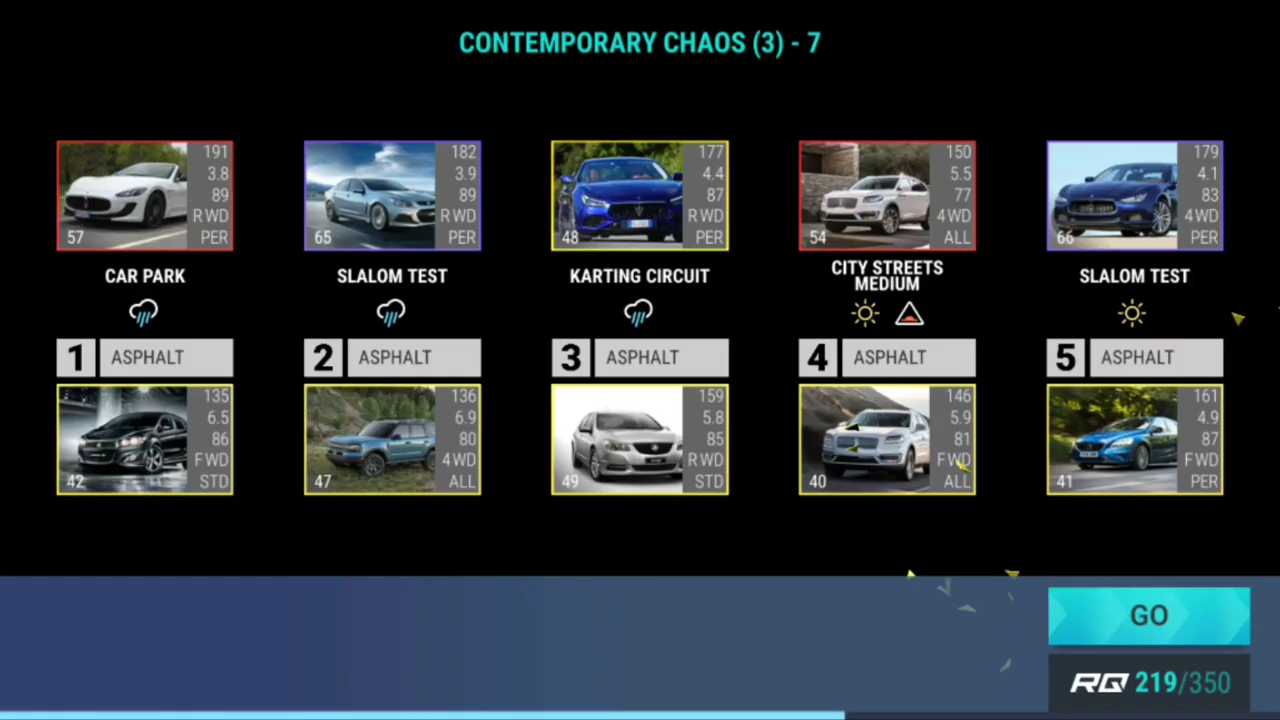 CONTEMPORARY CHAOS (3) - 7
191
3.8
89
RWD
PER
57
182
3.9
89
RWD
PER
65
177
4.4
87
RWD
PER
48
150
5.5
77
4WD
ALL
54
179
4.1
83
4WD
PER
66
CAR PARK
SLALOM TEST
KARTING CIRCUIT
CITY STREETS
MEDIUM
SLALOM TEST
1 ASPHALT
2 ASPHALT
3 ASPHALT
4 ASPHALT
5 ASPHALT
135
6.5
86
FWD
STD
42
136
6.9
80
4WD
ALL
47
159
5.8
85
RWD
STD
49
146
5.9
81
FWD
ALL
40
161
4.9
87
FWD
PER
41
GO
RQ 219/350